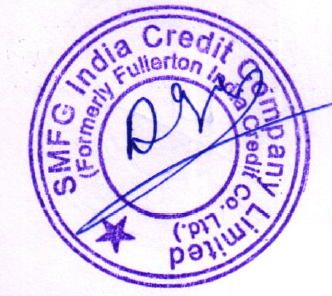 SMFG India Credit Company Limited
(Formerly Fullerton India Credit Co. Ltd.)